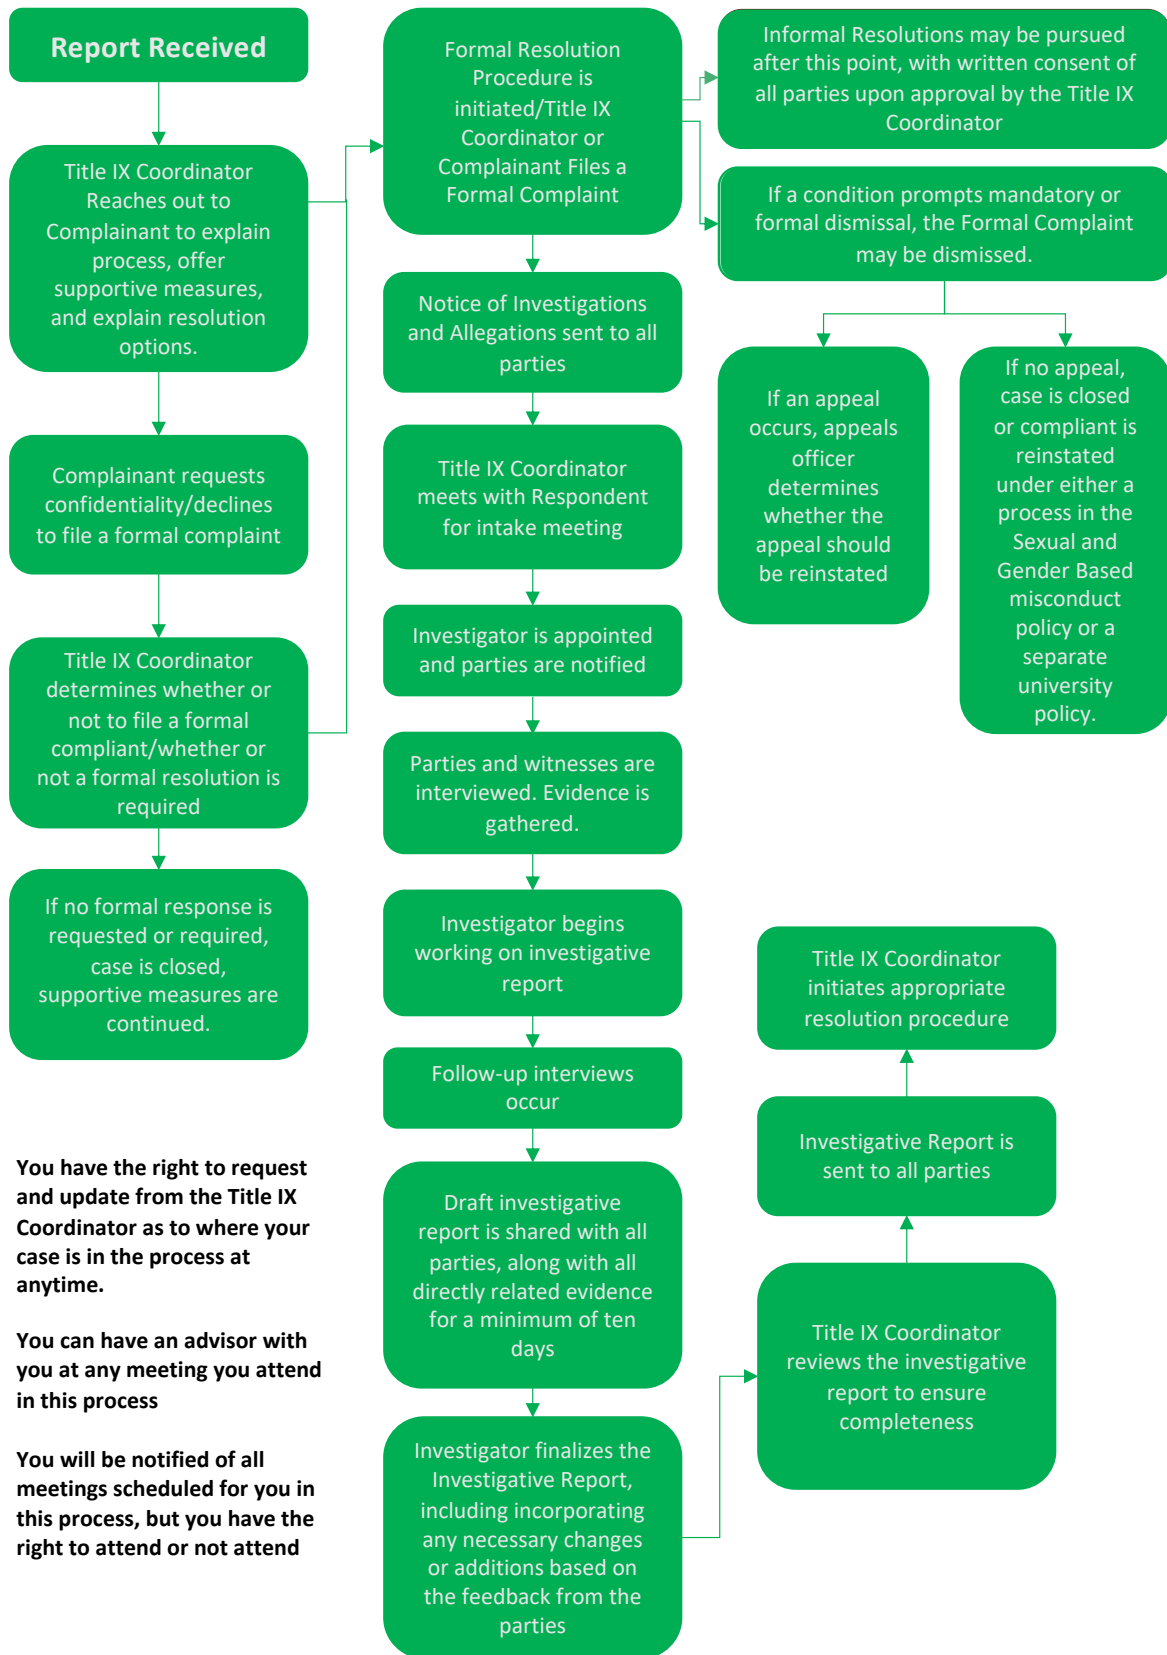 Report Received
Title IX Coordinator
Reaches out to
Complainant to explain
process, offer
supportive measures,
and explain resolution
options.
Complainant requests
confidentiality/declines
to file a formal complaint
Title IX Coordinator
determines whether or
not to file a formal
compliant/whether or
not a formal resolution is
required
If no formal response is
requested or required,
case is closed,
supportive measures are
continued.
You have the right to request
and update from the Title IX
Coordinator as to where your
case is in the process at
anytime.
You can have an advisor with
you at any meeting you attend
in this process
You will be notified of all
meetings scheduled for you in
this process, but you have the
right to attend or not attend
Formal Resolution
Procedure is
initiated/Title IX
Coordinator or
Complainant Files a
Formal Complaint
Notice of Investigations
and Allegations sent to all
parties
Title IX Coordinator
meets with Respondent
for intake meeting
Investigator is appointed
and parties are notified
Parties and witnesses are
interviewed. Evidence is
gathered.
Investigator begins
working on investigative
report
Follow-up interviews
occur
Draft investigative
report is shared with all
parties, along with all
directly related evidence
for a minimum of ten
days
Investigator finalizes the
Investigative Report,
including incorporating
any necessary changes
or additions based on
the feedback from the
parties
Informal Resolutions may be pursued
after this point, with written consent of
all parties upon approval by the Title IX
Coordinator
If a condition prompts mandatory or
formal dismissal, the Formal Complaint
may be dismissed.
If an appeal
occurs, appeals
officer
determines
whether the
appeal should
be reinstated
If no appeal,
case is closed
or compliant is
reinstated
under either a
process in the
Sexual and
Gender Based
misconduct
policy or a
separate
university
policy.
Title IX Coordinator
initiates appropriate
resolution procedure
Investigative Report is
sent to all parties
Title IX Coordinator
reviews the investigative
report to ensure
completeness